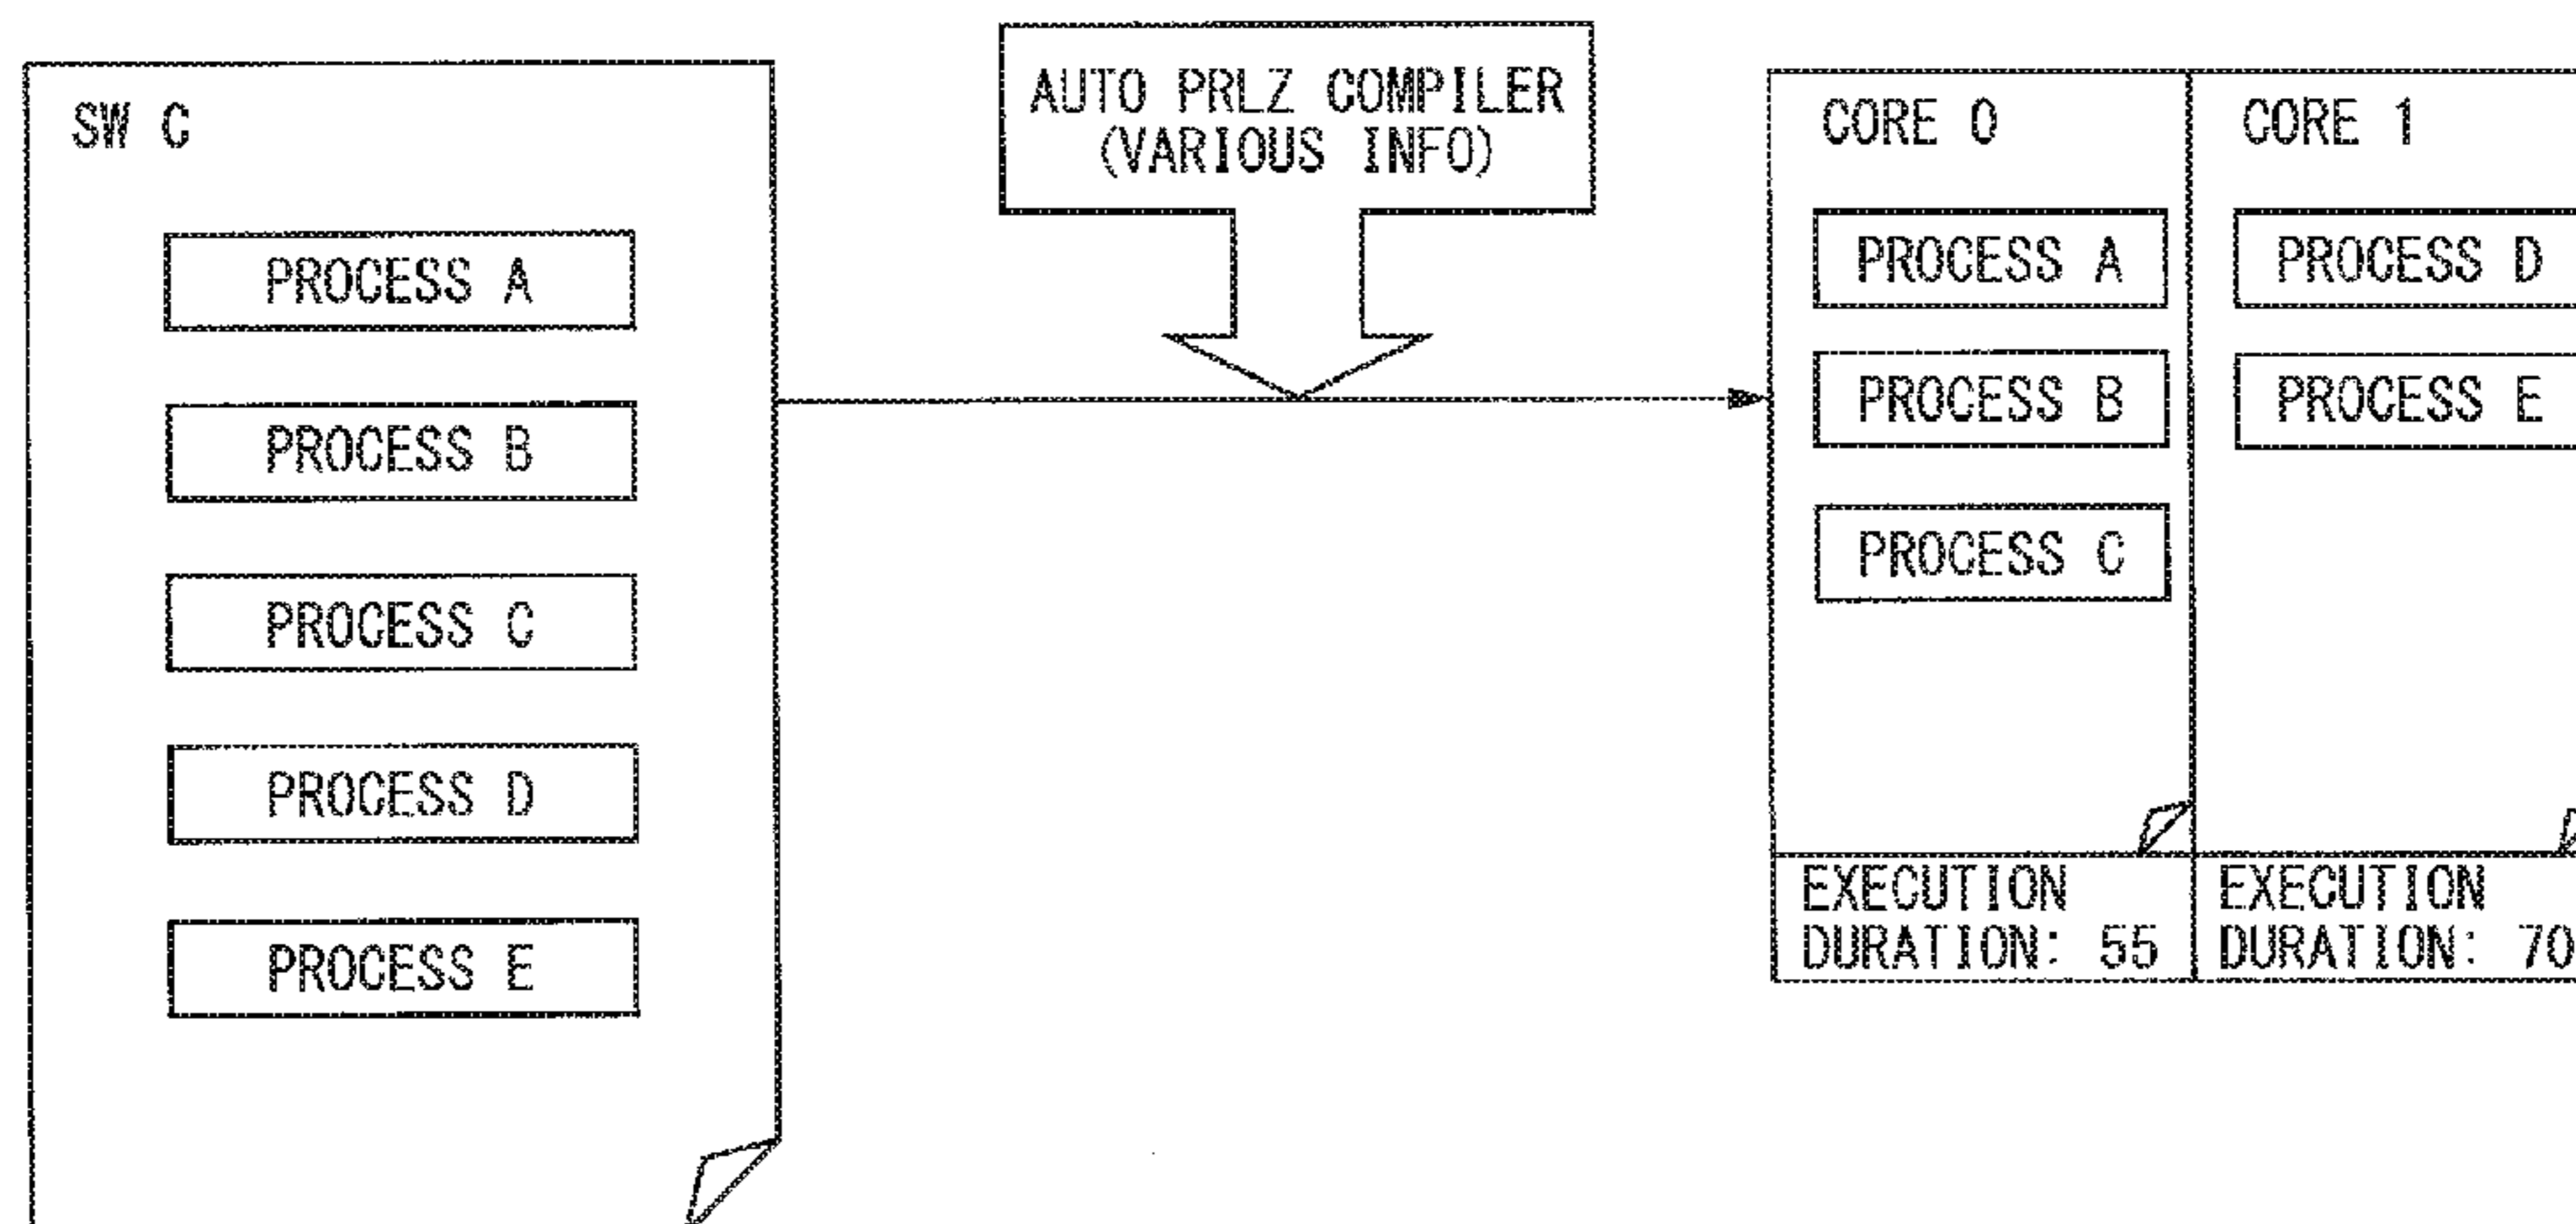 SW C
PROCESS A
PROCESS B
PROCESS C
PROCESS D
PROCESS E
AUTO PRLZ COMPILER
(VARIOUS INFO)
CORE 0
PROCESS A
PROCESS B
PROCESS C
EXECUTION
DURATION: 55
CORE 1
PROCESS D
PROCESS E
EXECUTION
DURATION: 70